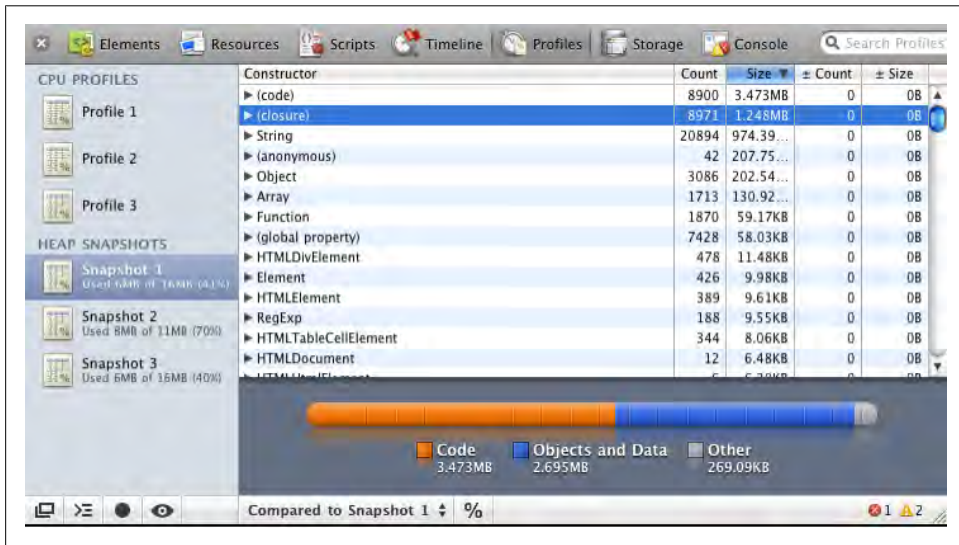 Elements Resources Scripts Timeline Profiles Storage Console Search Profiles
CPU PROFILES
Profile 1
Profile 2
Profile 3
HEAP SNAPSHOTS
Snapshot 1
Used 6MB of 16MB (41%)
Snapshot 2
Used 8MB of 11MB (70%)
Snapshot 3
Used 6MB of 16MB (40%)
Constructor Count Size ± Count ± Size
(code) 8900 3.473MB 0 0B
(closure) 8971 1.248MB 0 0B
String 20894 974.39... 0 0B
(anonymous) 42 207.75... 0 0B
Object 3086 202.54... 0 0B
Array 1713 130.92... 0 0B
Function 1870 59.17KB 0 0B
(global property) 7428 58.03KB 0 0B
HTMLDivElement 478 11.48KB 0 0B
Element 426 9.98KB 0 0B
HTMLElement 389 9.61KB 0 0B
RegExp 188 9.55KB 0 0B
HTMLTableCellElement 344 8.06KB 0 0B
HTMLDocument 12 6.48KB 0 0B
Code
3.473MB
Objects and Data
2.695MB
Other
269.09KB
Compared to Snapshot 1 % 1 2